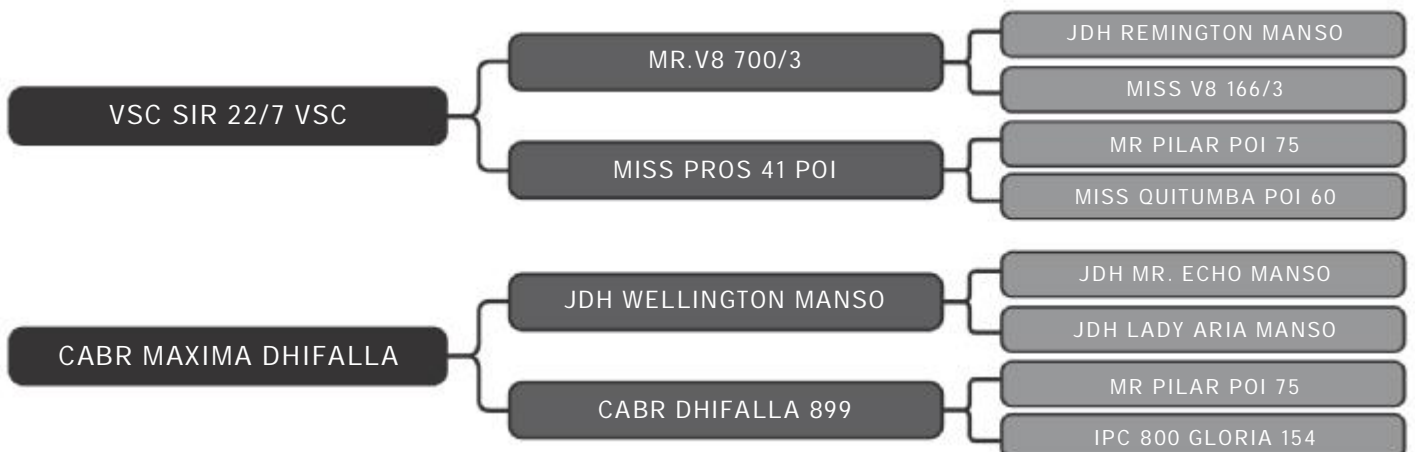 JDH REMINGTON MANSO
MR.V8 700/3
MISS V8 166/3
VSC SIR 22/7 VSC
MR PILAR POI 75
MISS PROS 41 POI
MISS QUITUMBA POI 60
JDH MR. ECHO MANSO
JDH WELLINGTON MANSO
JDH LADY ARIA MANSO
CABR MAXIMA DHIFALLA
MR PILAR POI 75
CABR DHIFALLA 899
IPC 800 GLORIA 154